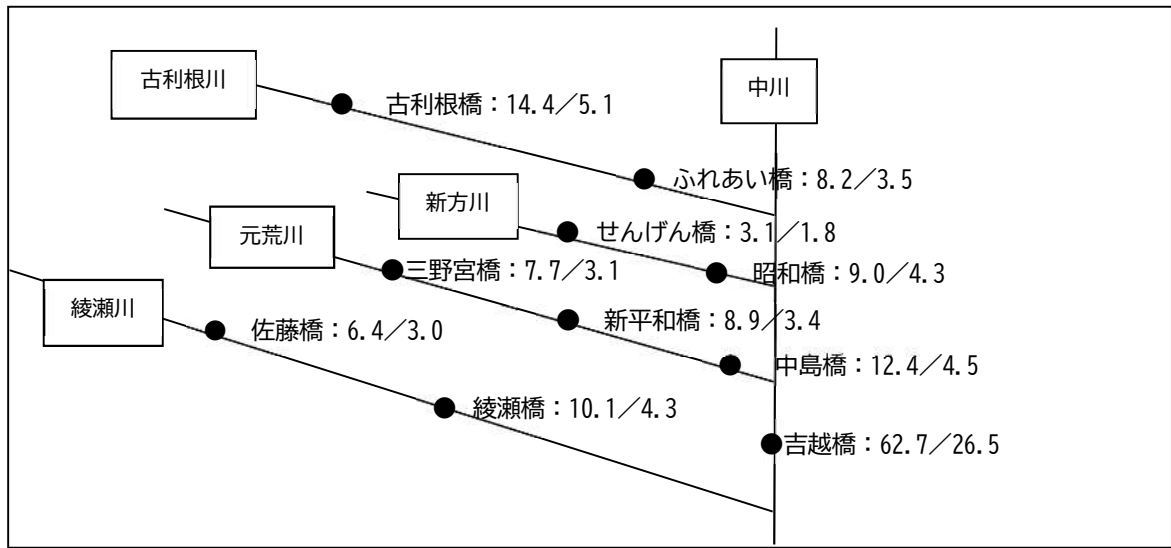 古利根川
中川
古利根橋：14.4／5.1
ふれあい橋：8.2／3.5
新方川
せんげん橋：3.1／1.8
元荒川
三野宮橋：7.7／3.1
昭和橋：9.0／4.3
綾瀬川
佐藤橋：6.4／3.0
新平和橋：8.9／3.4
中島橋：12.4／4.5
綾瀬橋：10.1／4.3
吉越橋：62.7／26.5